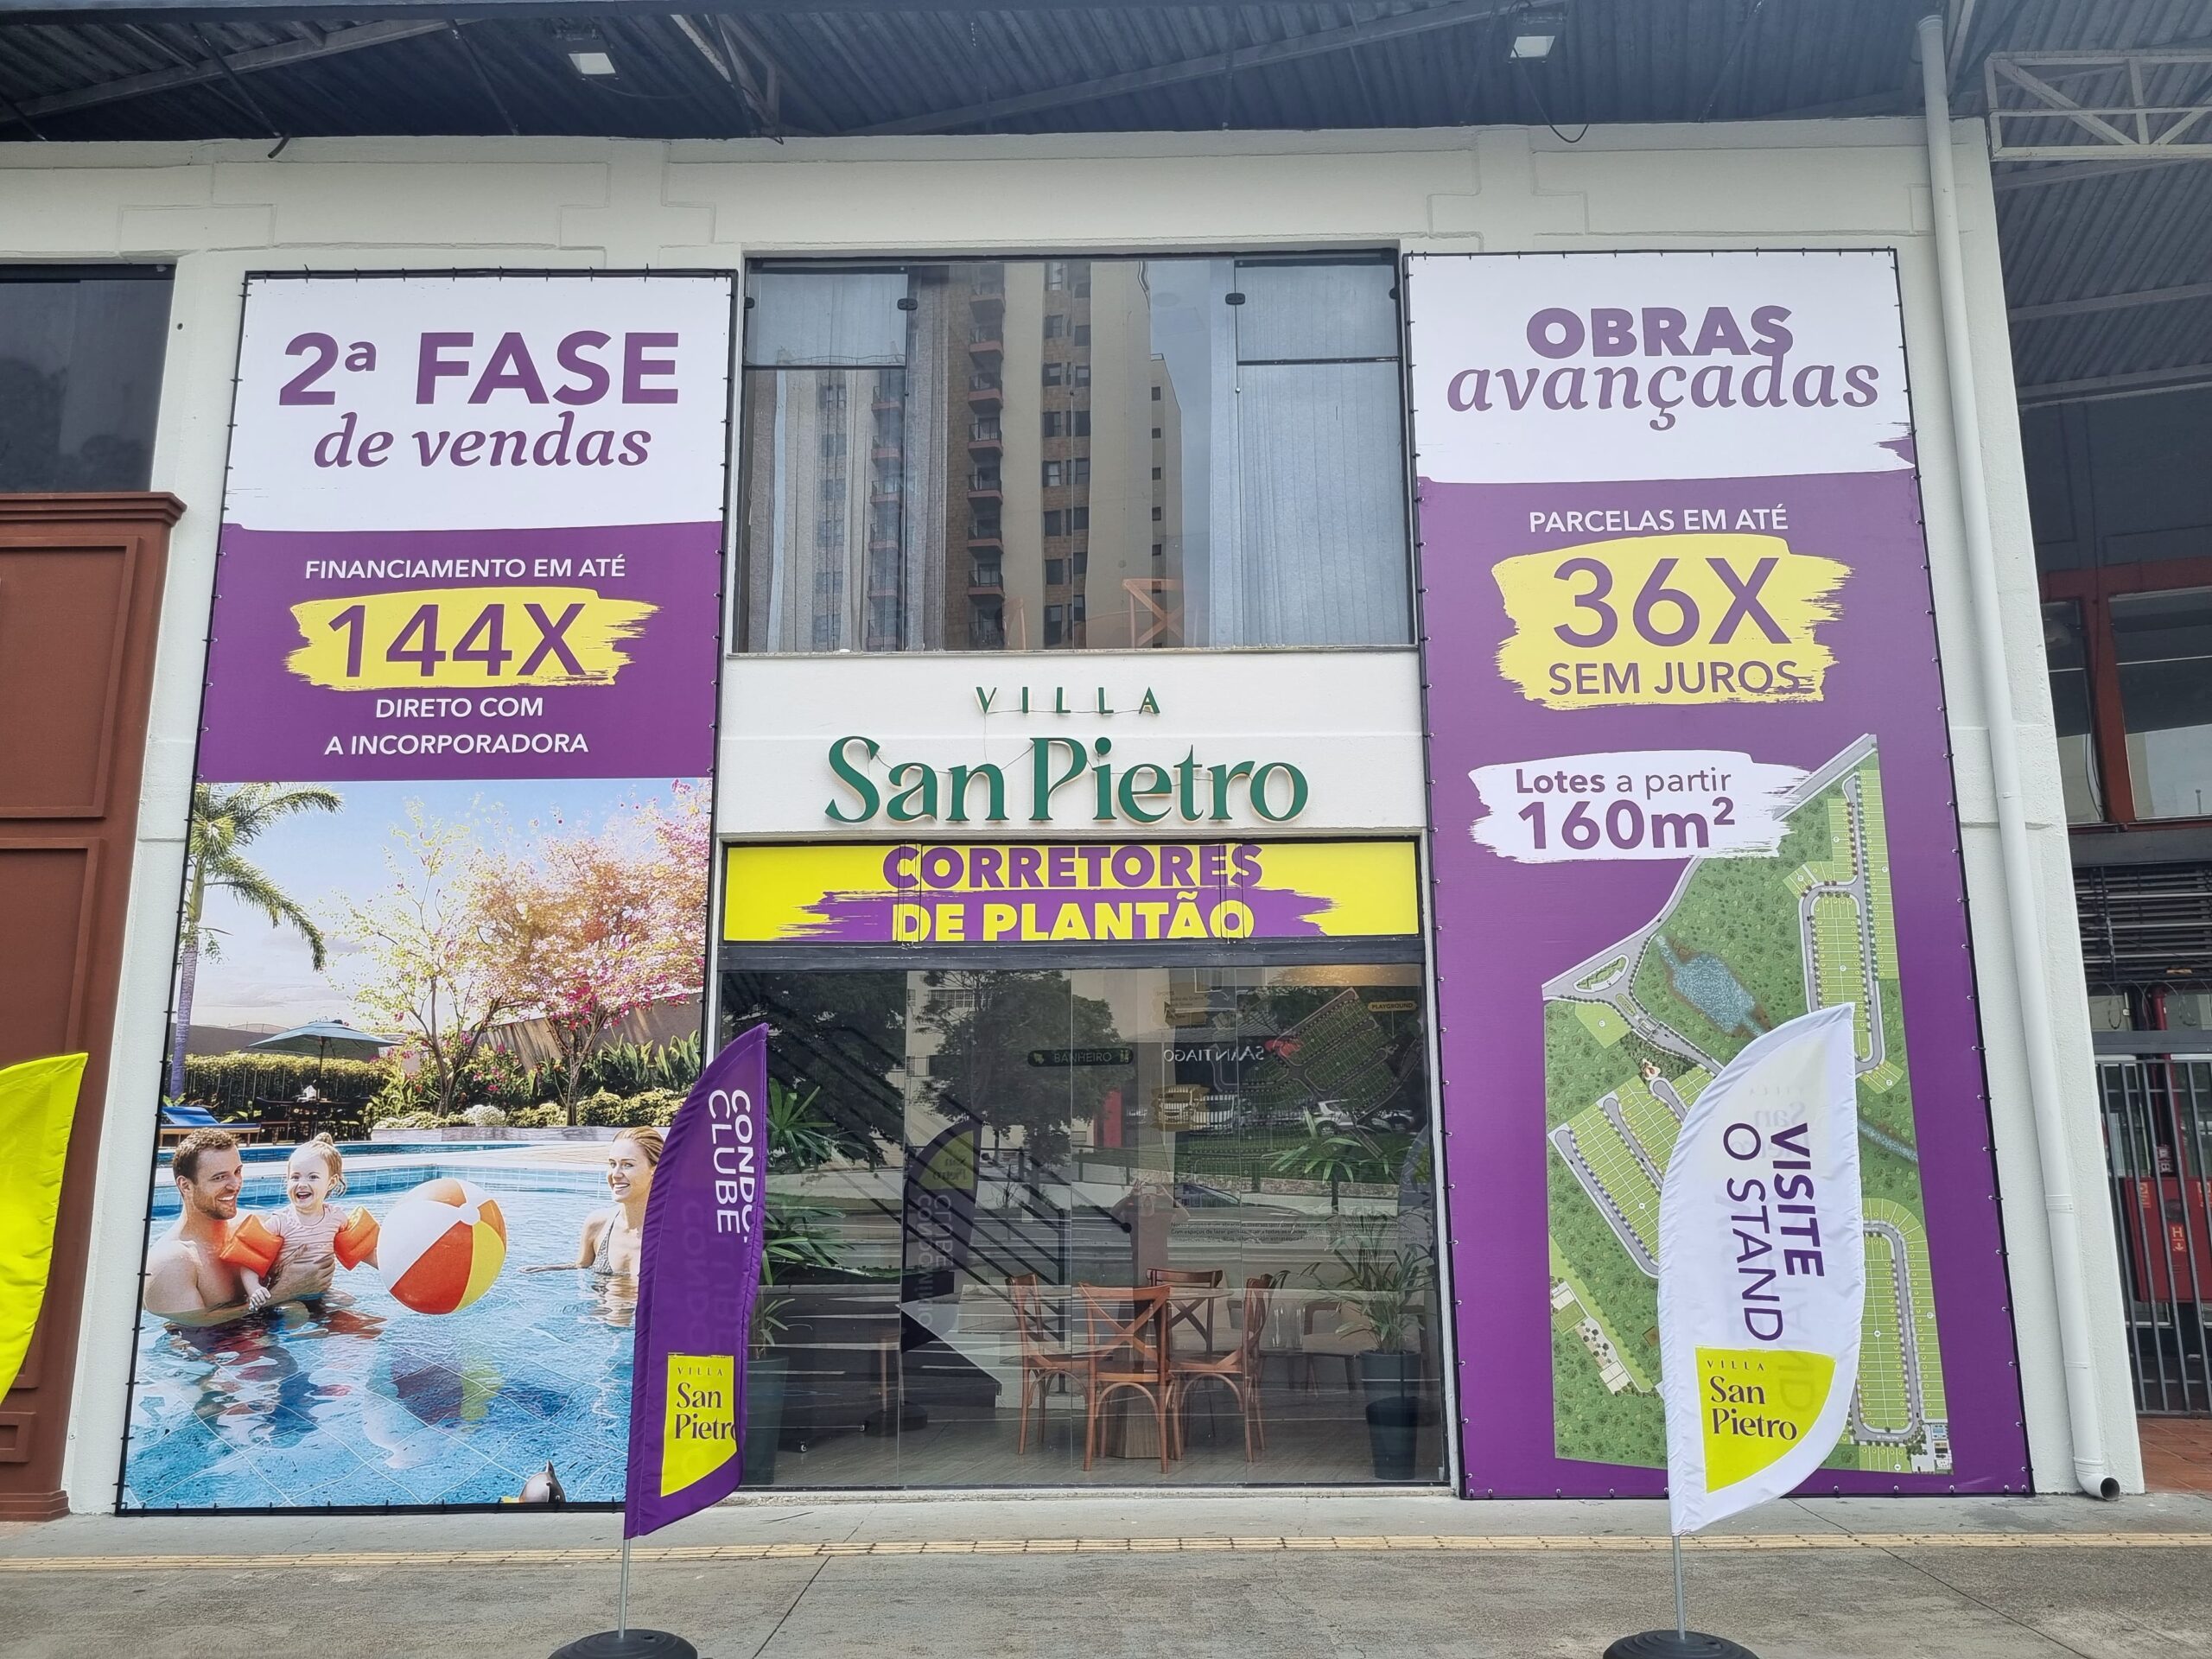 2ª FASE
de vendas
FINANCIAMENTO EM ATÉ
144X
DIRETO COM
A INCORPORADORA
VILLA
San Pietro
CORRETORES
DE PLANTÃO
BANHEIRO
SANTIAGO
PLAYGROUND
OBRAS
avançadas
PARCELAS EM ATÉ
36X
SEM JUROS
Lotes a partir
160m²
CLUBE
VILLA
San
Pietro
VISITE
O STAND
VILLA
San
Pietro